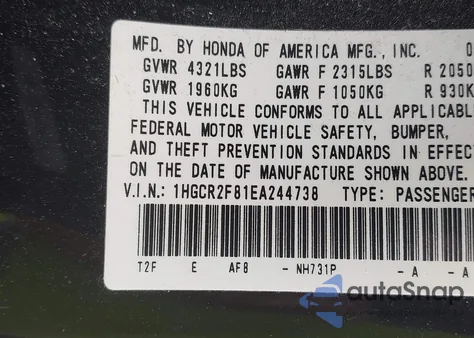 MFD. BY HONDA OF AMERICA MFG., INC. 0
GVWR 4321LBS GAWR F 2315LBS R 2050
GVWR 1960KG GAWR F 1050KG R 930K
THIS VEHICLE CONFORMS TO ALL APPLICABL
FEDERAL MOTOR VEHICLE SAFETY, BUMPER,
AND THEFT PREVENTION STANDARDS IN EFFEC
ON THE DATE OF MANUFACTURE SHOWN ABOVE.
V.I.N.: 1HGCR2F81EA244738 TYPE: PASSENGER
T2F E AF8 - NH731P - A - A
autoSnap